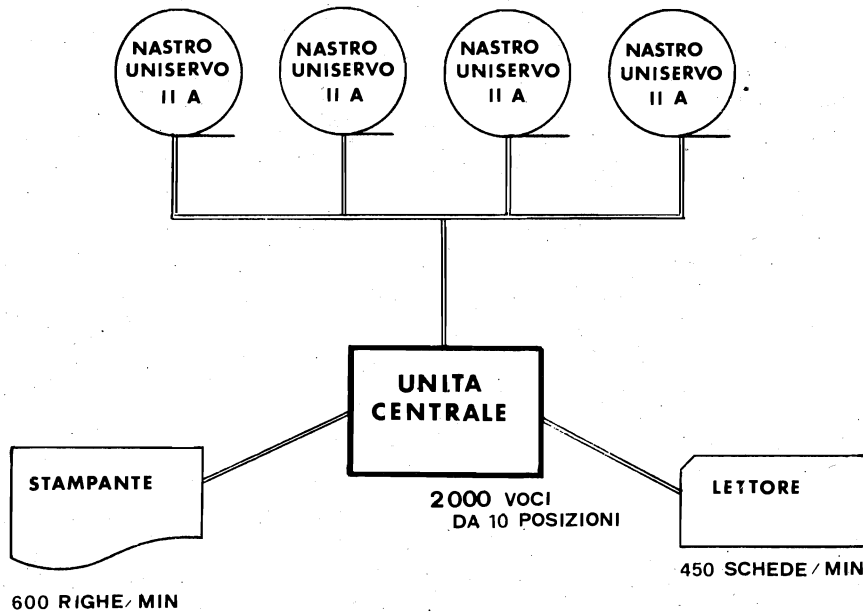 NASTRO
UNISERVO
II A
NASTRO
UNISERVO
II A
NASTRO
UNISERVO
II A
NASTRO
UNISERVO
II A
UNITA
CENTRALE
2000 VOCI
DA 10 POSIZIONI
STAMPANTE
600 RIGHE/MIN
LETTORE
450 SCHEDE/MIN